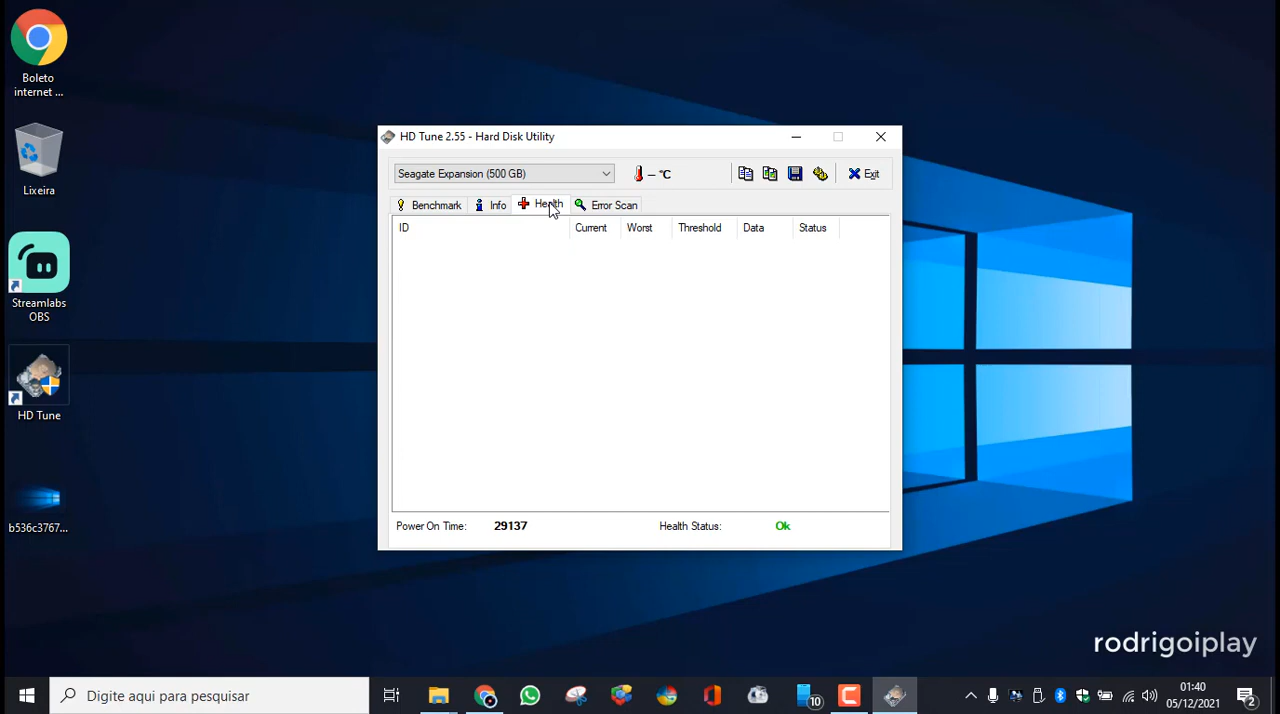 Boleto
internet ...
Lixeira
Streamlabs
OBS
HD Tune
b536c3767...
HD Tune 2.55 - Hard Disk Utility
Seagate Expansion (500 GB)
– °C
Exit
Benchmark
Info
Health
Error Scan
ID
Current
Worst
Threshold
Data
Status
Power On Time:
29137
Health Status:
Ok
rodrigoiplay
Digite aqui para pesquisar
10
01:40
05/12/2021
2